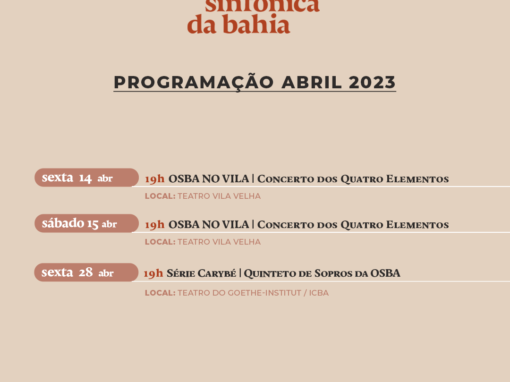 sinfônica
da bahia
PROGRAMAÇÃO ABRIL 2023
sexta 14 abr
19h OSBA NO VILA | Concerto dos Quatro Elementos
LOCAL: TEATRO VILA VELHA
sábado 15 abr
19h OSBA NO VILA | Concerto dos Quatro Elementos
LOCAL: TEATRO VILA VELHA
sexta 28 abr
19h Série Carybé | Quinteto de Sopros da OSBA
LOCAL: TEATRO DO GOETHE-INSTITUT / ICBA